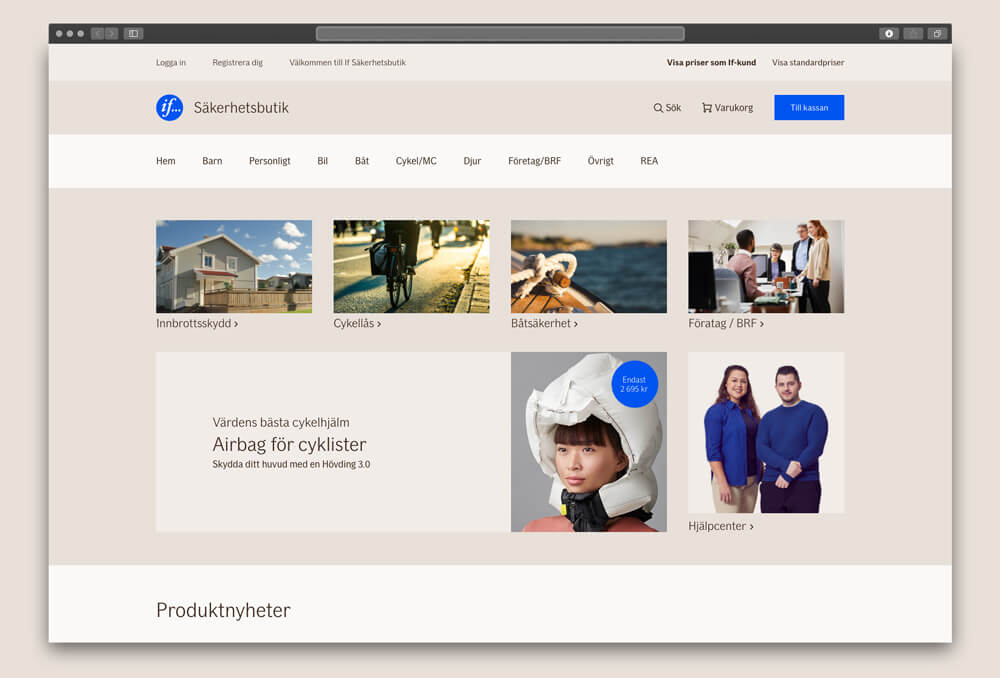 Logga in Registrera dig Välkommen till If Säkerhetsbutik Visa priser som If-kund Visa standardpriser
if... Säkerhetsbutik Sök Varukorg Till kassan
Hem Barn Personligt Bil Båt Cykel/MC Djur Företag/BRF Övrigt REA
Innbrottsskydd › Cykellås › Båtsäkerhet › Företag / BRF ›
Endast
2 695 kr
Värdens bästa cykelhjälm
Airbag för cyklister
Skydda ditt huvud med en Hövding 3.0
Hjälpcenter ›
Produktnyheter